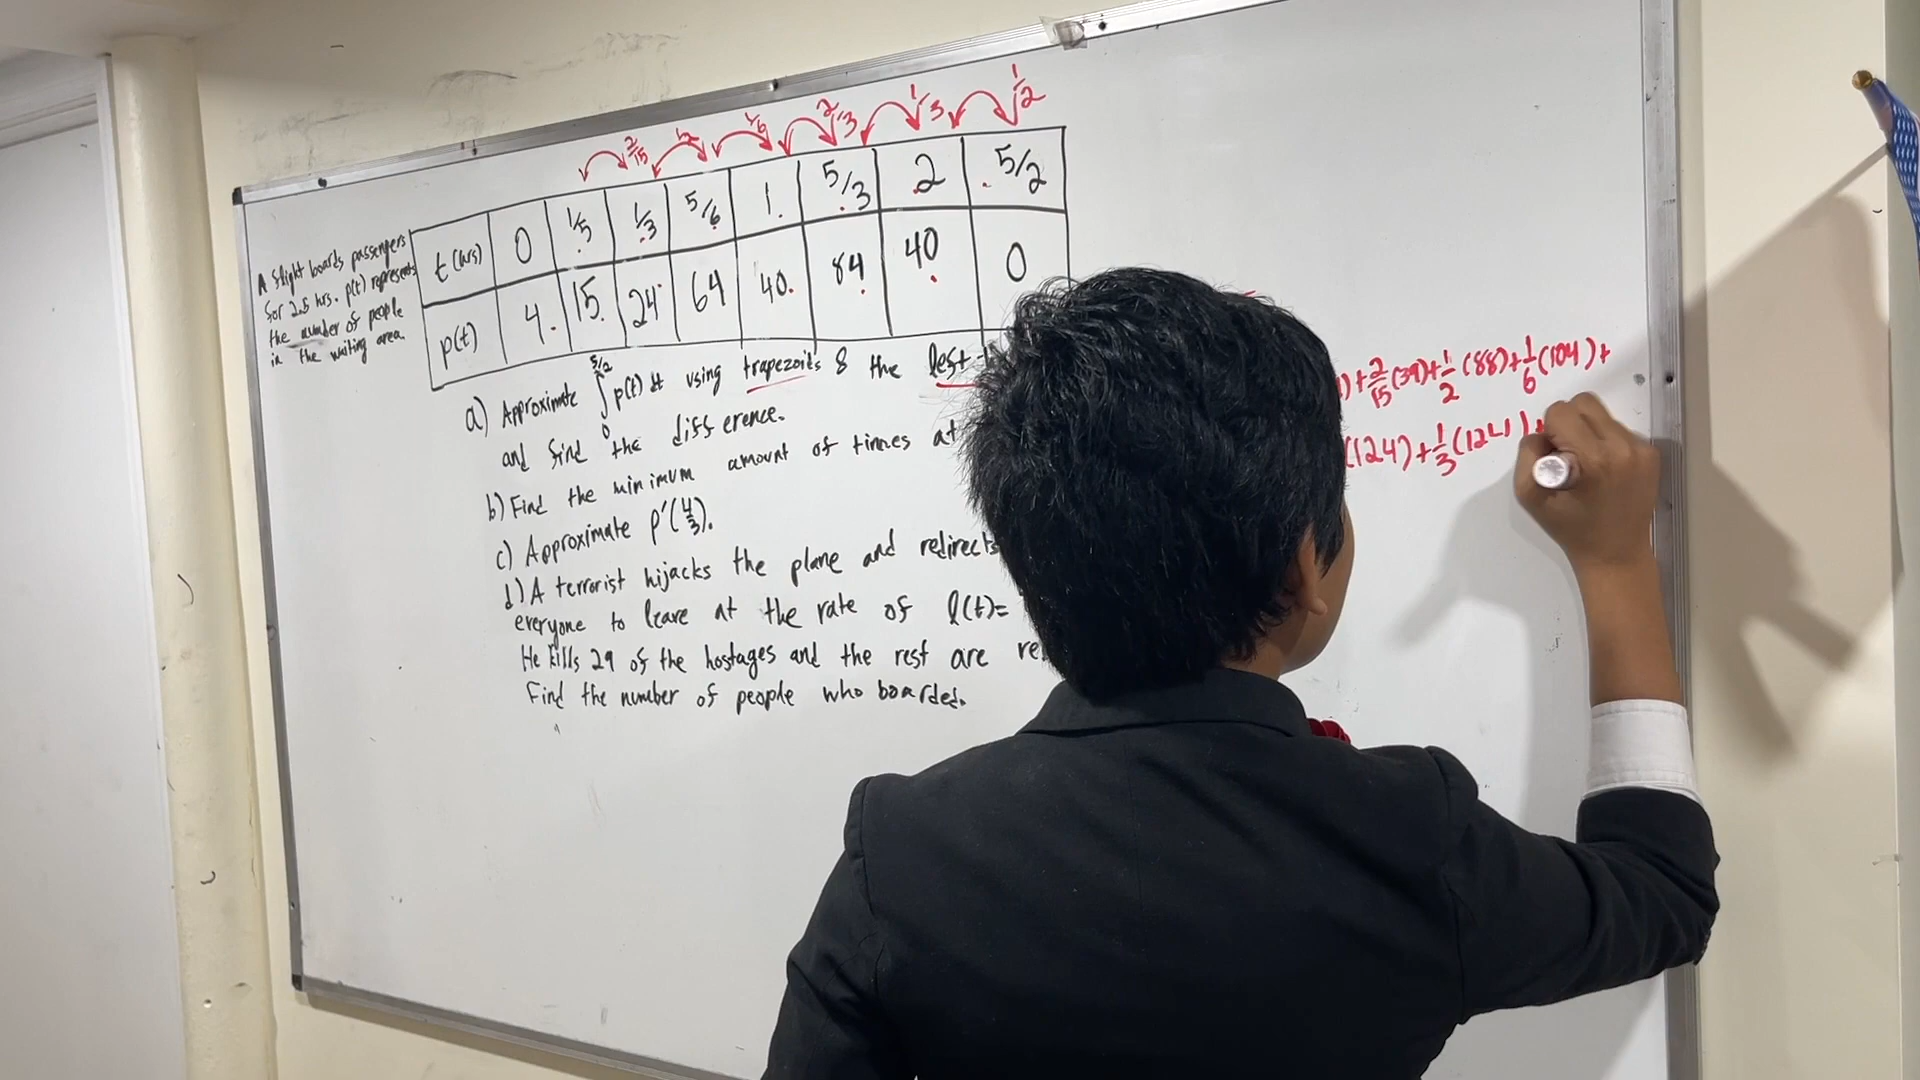 2/15 1/2 1/6 2/3 1/3 1/2
A flight boards passengers
for 2.5 hrs. p(t) represents
the number of people
in the waiting area.
t (hrs) 0 1/5 1/3 5/6 1 5/3 2 5/2
p(t) 4 15 24 64 40 84 40 0
a) Approximate ∫₀^(5/2) p(t) dt using trapezoids & the left
and find the difference.
b) Find the minimum amount of times at
c) Approximate p'(4/3).
d) A terrorist hijacks the plane and redirects
everyone to leave at the rate of l(t)=
He kills 29 of the hostages and the rest are
Find the number of people who boarded.
) + 2/15 (39) + 1/2 (88) + 1/6 (104) +
(124) + 1/3 (124) +